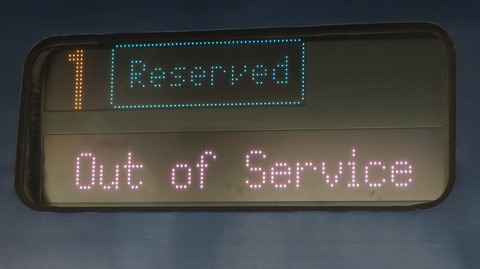 1 Reserved
Out of Service